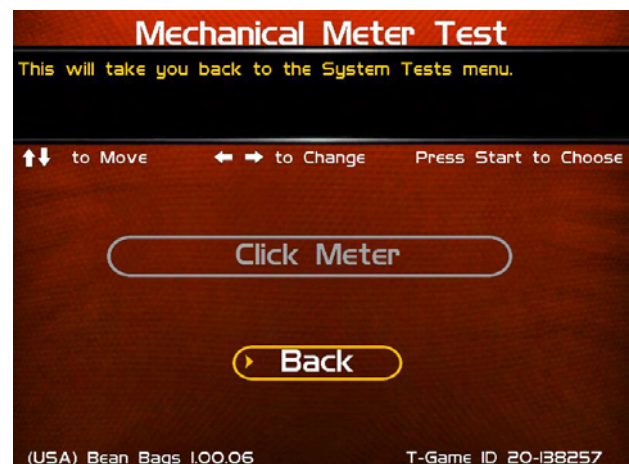 Mechanical Meter Test
This will take you back to the System Tests menu.
to Move to Change Press Start to Choose
Click Meter
Back
(USA) Bean Bags 1.00.06 T-Game ID 20-138257